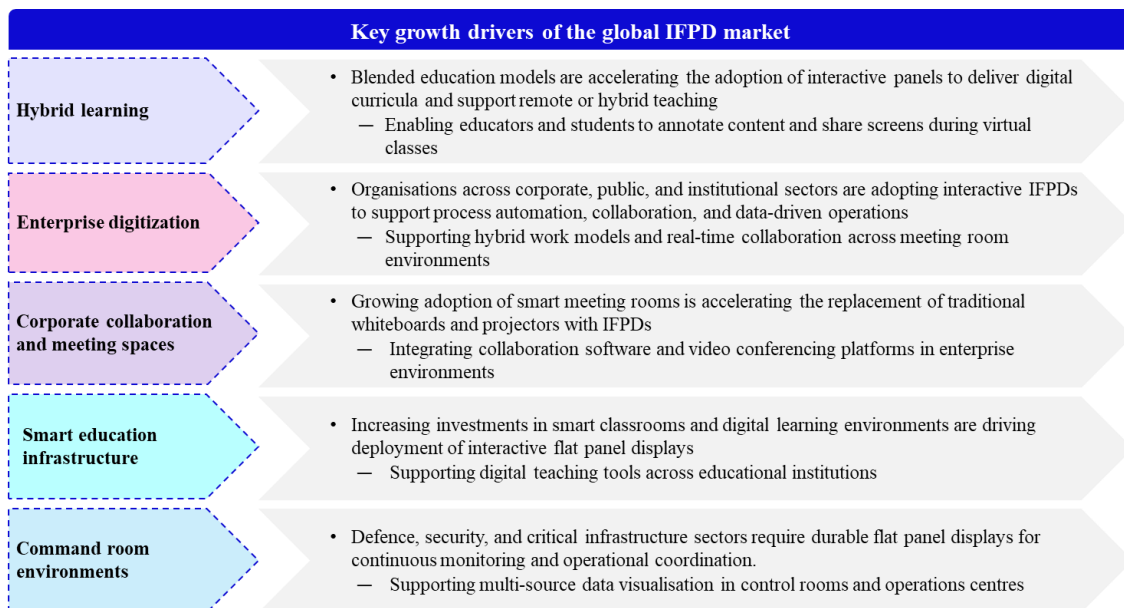 Key growth drivers of the global IFPD market
Hybrid learning
• Blended education models are accelerating the adoption of interactive panels to deliver digital
curricula and support remote or hybrid teaching
— Enabling educators and students to annotate content and share screens during virtual
classes
Enterprise digitization
• Organisations across corporate, public, and institutional sectors are adopting interactive IFPDs
to support process automation, collaboration, and data-driven operations
— Supporting hybrid work models and real-time collaboration across meeting room
environments
Corporate collaboration
and meeting spaces
• Growing adoption of smart meeting rooms is accelerating the replacement of traditional
whiteboards and projectors with IFPDs
— Integrating collaboration software and video conferencing platforms in enterprise
environments
Smart education
infrastructure
• Increasing investments in smart classrooms and digital learning environments are driving
deployment of interactive flat panel displays
— Supporting digital teaching tools across educational institutions
Command room
environments
• Defence, security, and critical infrastructure sectors require durable flat panel displays for
continuous monitoring and operational coordination.
— Supporting multi-source data visualisation in control rooms and operations centres